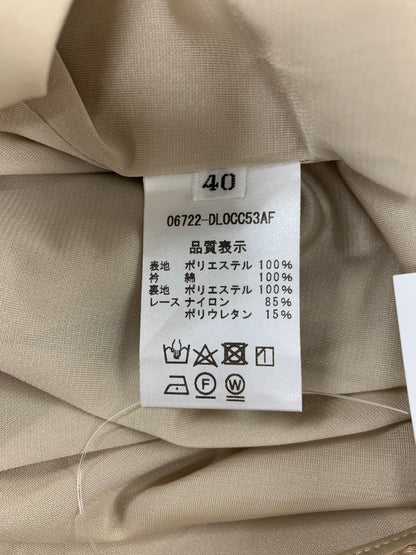 40
06722-DLOCC53AF
品質表示
表地 ポリエステル 100%
衿 綿 100%
裏地 ポリエステル 100%
レース ナイロン 85%
ポリウレタン 15%
F W